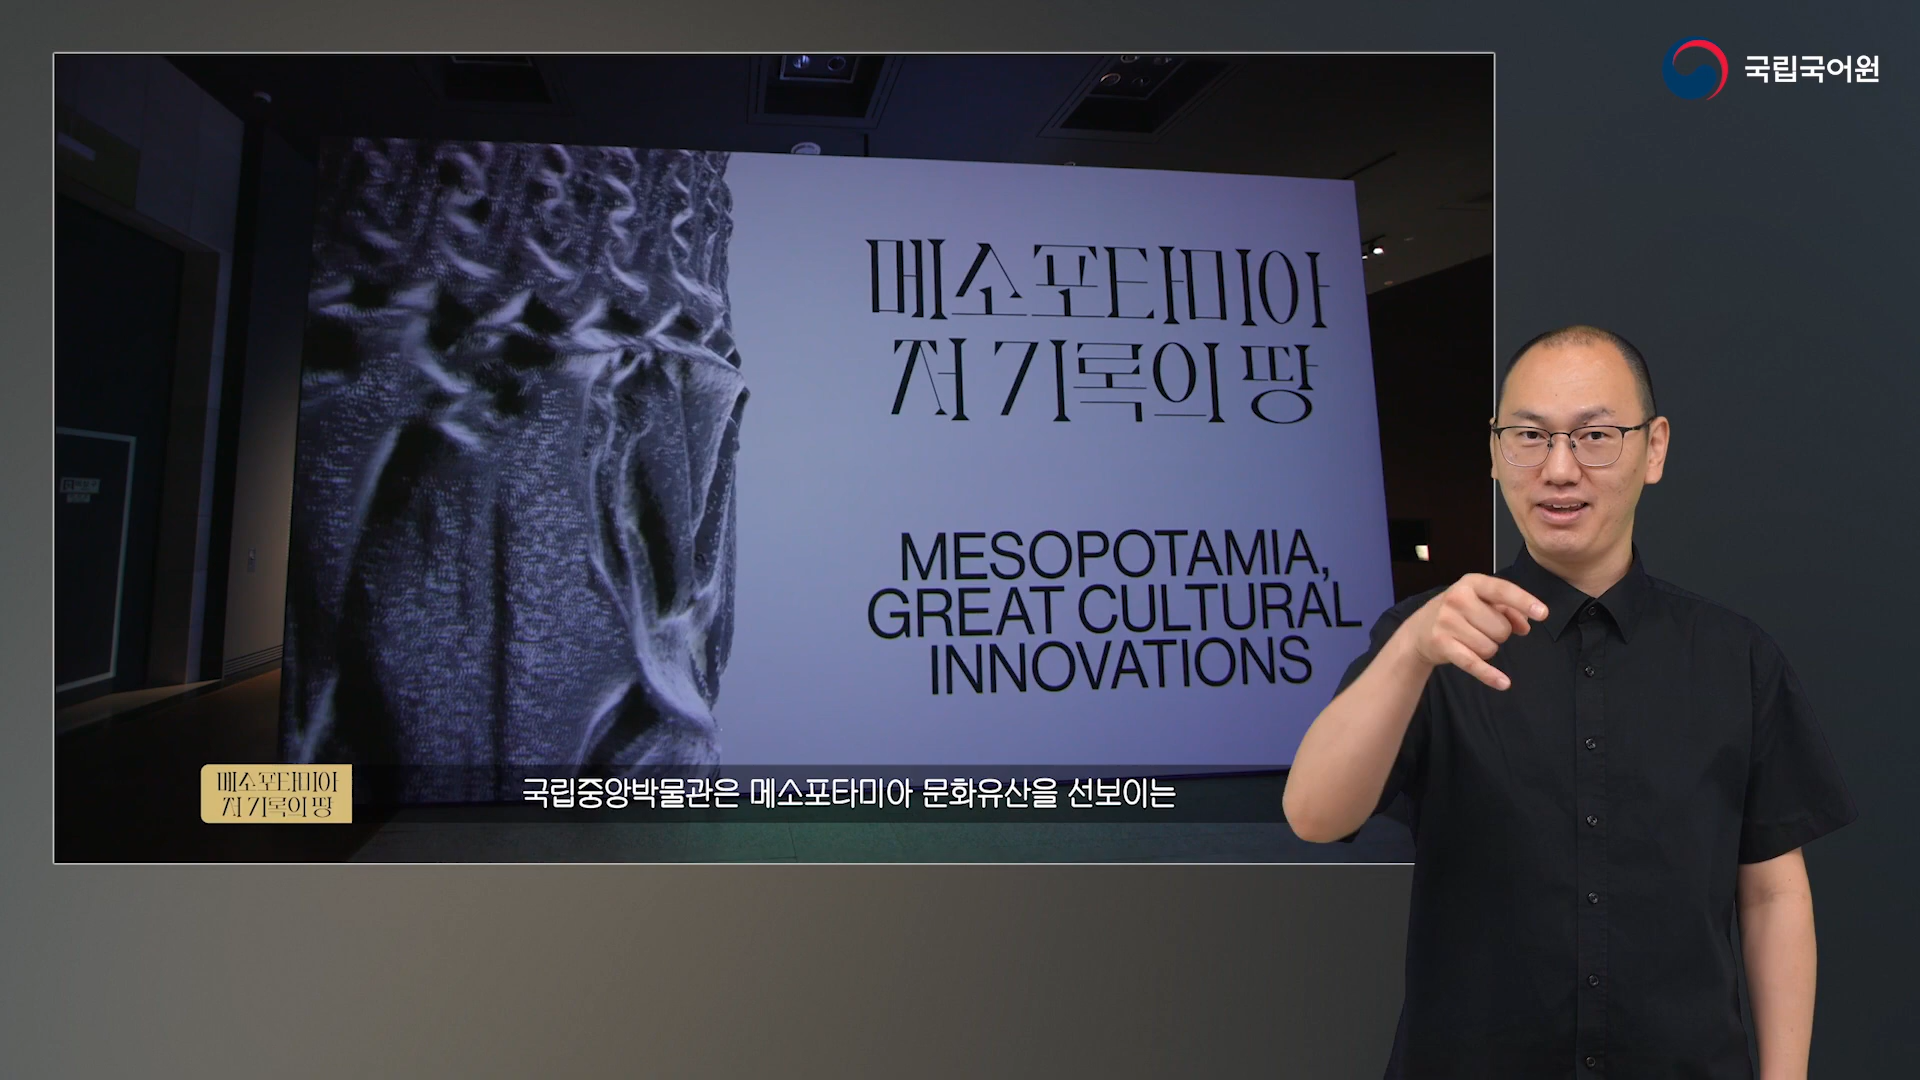 국립국어원
메소포타미아
저 기록의 땅
MESOPOTAMIA,
GREAT CULTURAL
INNOVATIONS
메소포타미아
저 기록의 땅
국립중앙박물관은 메소포타미아 문화유산을 선보이는